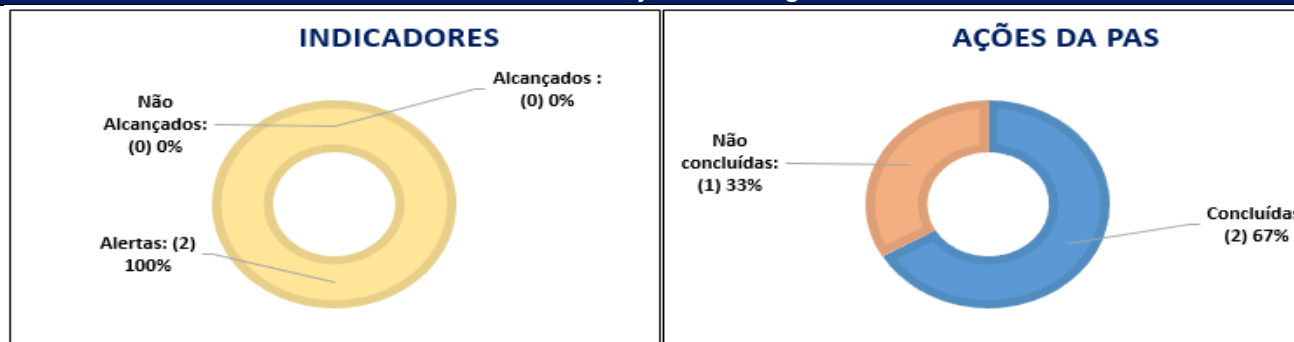 INDICADORES
Alcançados :
(0) 0%
Não
Alcançados:
(0) 0%
Alertas: (2)
100%
AÇÕES DA PAS
Não
concluídas:
(1) 33%
Concluídas
(2) 67%